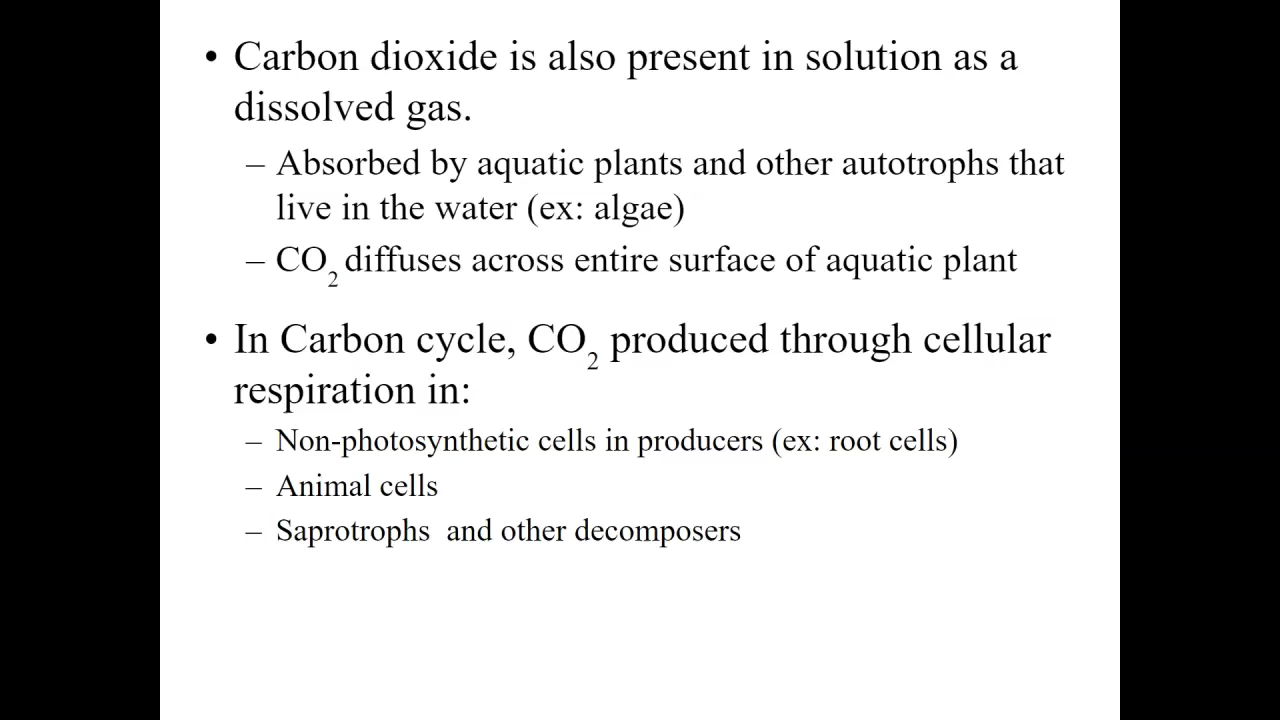 • Carbon dioxide is also present in solution as a
dissolved gas.
– Absorbed by aquatic plants and other autotrophs that
live in the water (ex: algae)
– CO₂ diffuses across entire surface of aquatic plant
• In Carbon cycle, CO₂ produced through cellular
respiration in:
– Non-photosynthetic cells in producers (ex: root cells)
– Animal cells
– Saprotrophs  and other decomposers